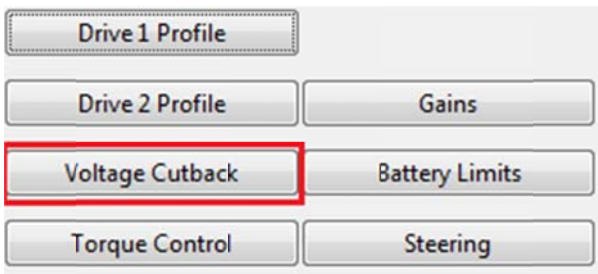 Drive 1 Profile
Drive 2 Profile Gains
Voltage Cutback Battery Limits
Torque Control Steering